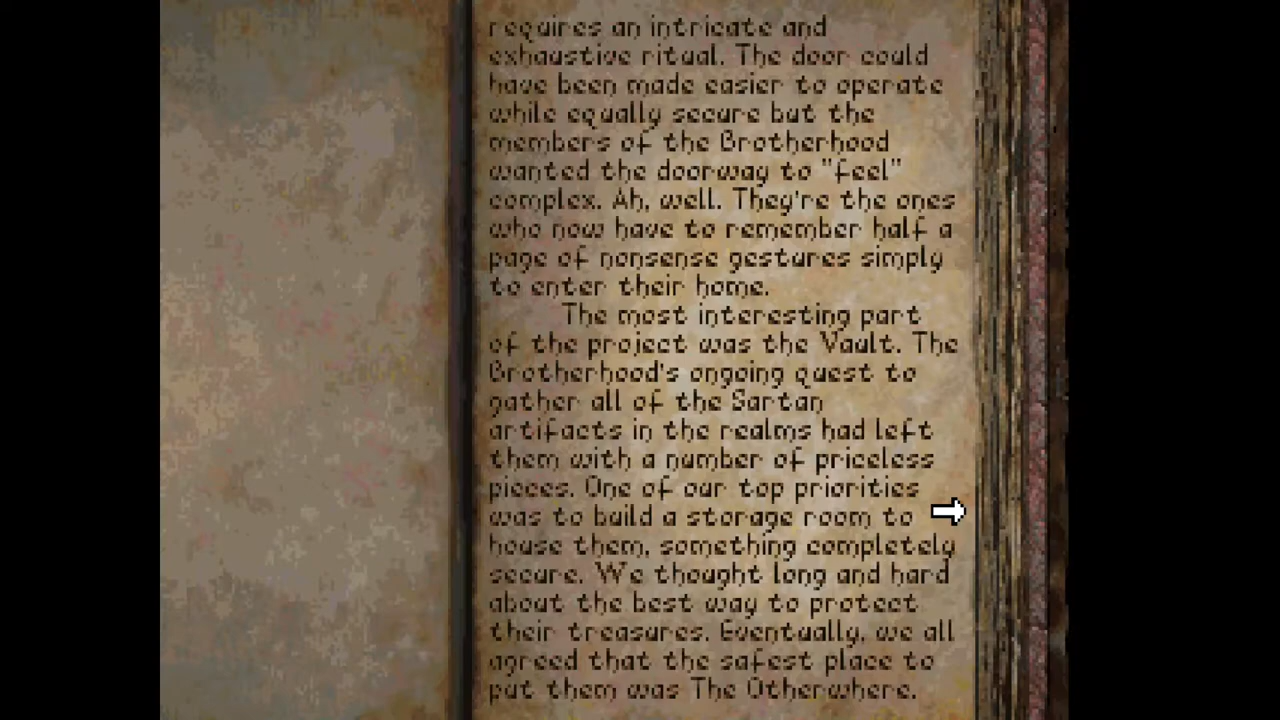 requires an intricate and
exhaustive ritual. The door could
have been made easier to operate
while equally secure but the
members of the Brotherhood
wanted the doorway to "feel"
complex. Ah, well. They're the ones
who now have to remember half a
page of nonsense gestures simply
to enter their home.
The most interesting part
of the project was the Vault. The
Brotherhood's ongoing quest to
gather all of the Sartan
artifacts in the realms had left
them with a number of priceless
pieces. One of our top priorities
was to build a storage room to
house them, something completely
secure. We thought long and hard
about the best way to protect
their treasures. Eventually, we all
agreed that the safest place to
put them was The Otherwhere.